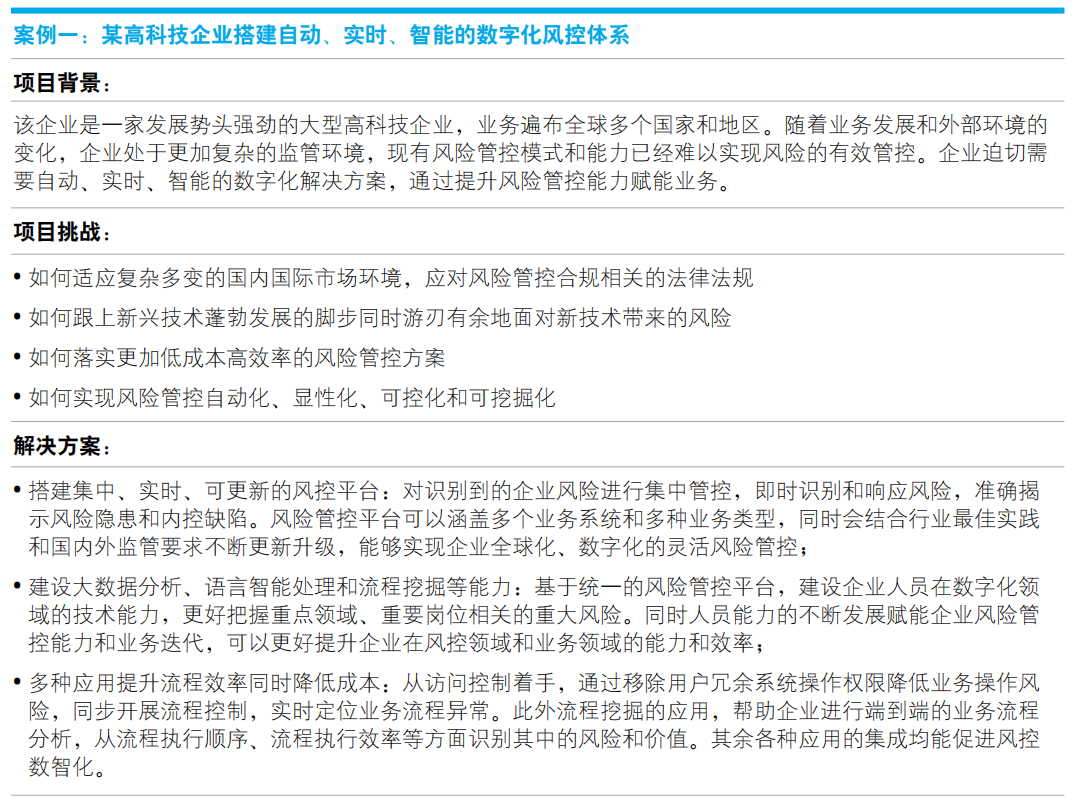 案例一：某高科技企业搭建自动、实时、智能的数字化风控体系
项目背景：
该企业是一家发展势头强劲的大型高科技企业，业务遍布全球多个国家和地区。随着业务发展和外部环境的
变化，企业处于更加复杂的监管环境，现有风险管控模式和能力已经难以实现风险的有效管控。企业迫切需
要自动、实时、智能的数字化解决方案，通过提升风险管控能力赋能业务。
项目挑战：
• 如何适应复杂多变的国内国际市场环境，应对风险管控合规相关的法律法规
• 如何跟上新兴技术蓬勃发展的脚步同时游刃有余地面对新技术带来的风险
• 如何落实更加低成本高效率的风险管控方案
• 如何实现风险管控自动化、显性化、可控化和可挖掘化
解决方案：
• 搭建集中、实时、可更新的风控平台：对识别到的企业风险进行集中管控，即时识别和响应风险，准确揭
示风险隐患和内控缺陷。风险管控平台可以涵盖多个业务系统和多种业务类型，同时会结合行业最佳实践
和国内外监管要求不断更新升级，能够实现企业全球化、数字化的灵活风险管控；
• 建设大数据分析、语言智能处理和流程挖掘等能力：基于统一的风险管控平台，建设企业人员在数字化领
域的技术能力，更好把握重点领域、重要岗位相关的重大风险。同时人员能力的不断发展赋能企业风险管
控能力和业务迭代，可以更好提升企业在风控领域和业务领域的能力和效率；
• 多种应用提升流程效率同时降低成本：从访问控制着手，通过移除用户冗余系统操作权限降低业务操作风
险，同步开展流程控制，实时定位业务流程异常。此外流程挖掘的应用，帮助企业进行端到端的业务流程
分析，从流程执行顺序、流程执行效率等方面识别其中的风险和价值。其余各种应用的集成均能促进风控
数智化。